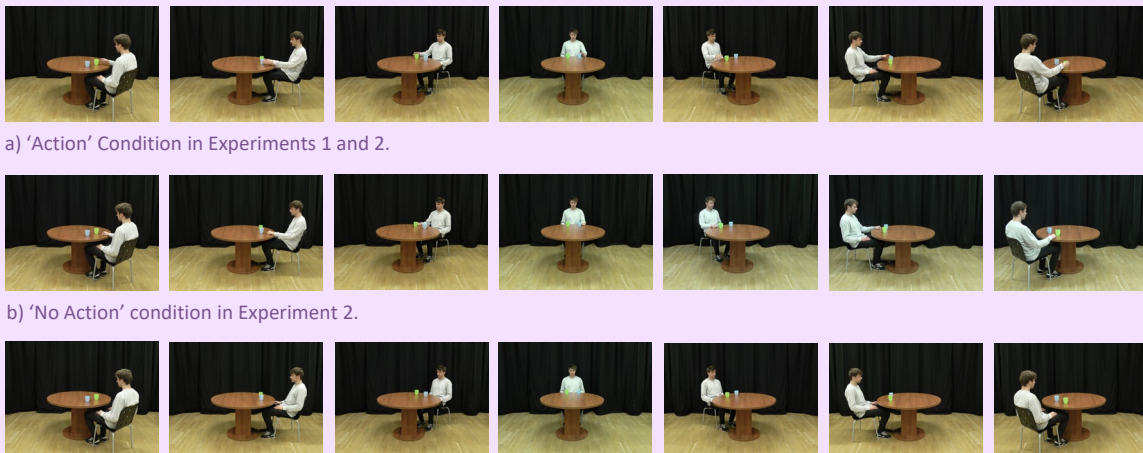 a) ‘Action’ Condition in Experiments 1 and 2.
b) ‘No Action’ condition in Experiment 2.